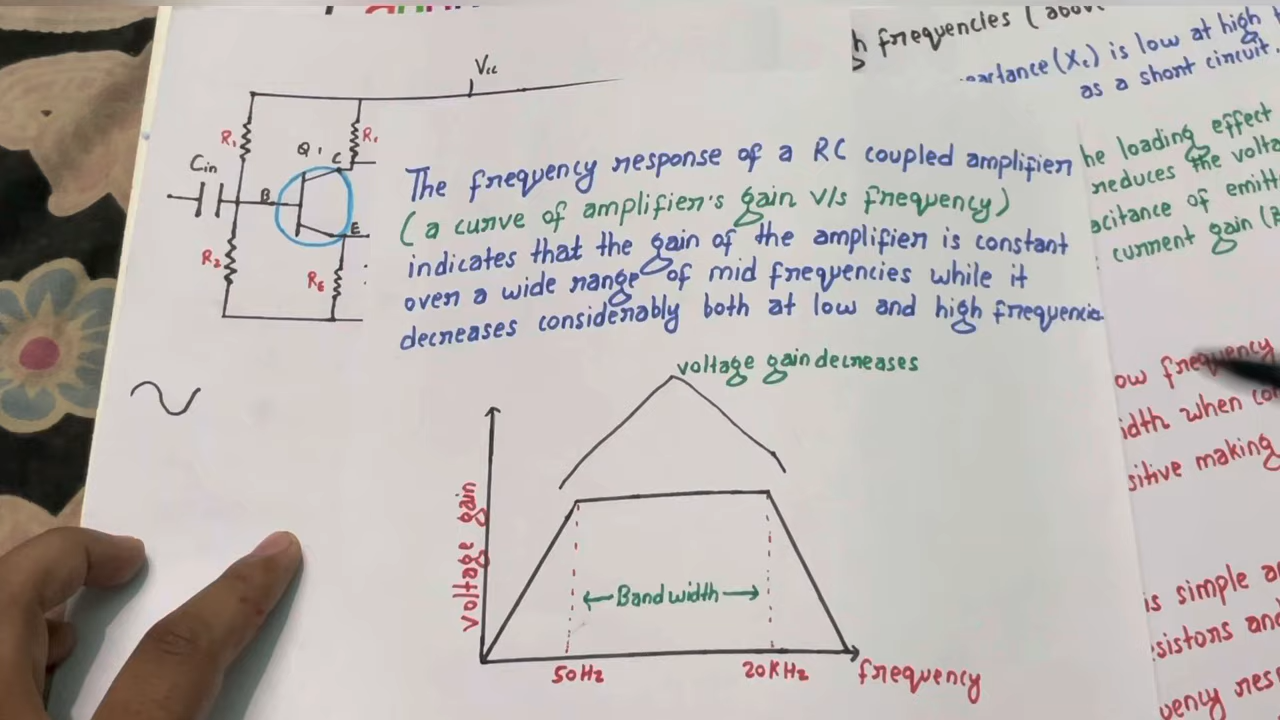 Vcc
R1
Rc
Q1
C
Cin
B
E
R2
RE
The frequency response of a RC coupled amplifier
(a curve of amplifier's gain v/s frequency)
indicates that the gain of the amplifier is constant
over a wide range of mid frequencies while it
decreases considerably both at low and high frequencies
voltage gain decreases
voltage gain
Bandwidth
50Hz
20KHz
frequency
h frequencies (above
(Xc) is low at high
as a short circuit.
he loading effect
reduces the volta
acitance of emitt
current gain (β
ow frequency
idth when co
sitive making
is simple a
sistors and
uency res